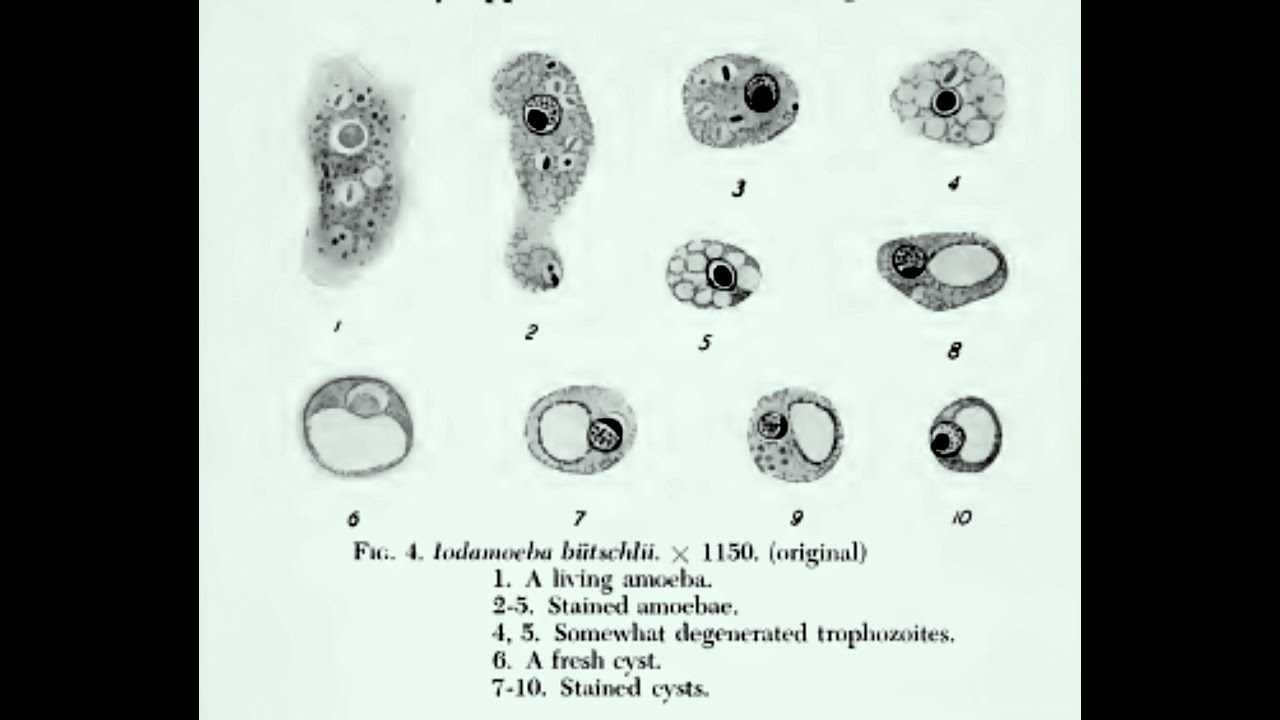 1
2
3
4
5
8
6
7
9
10
FIG. 4. Iodamoeba bütschlii. × 1150. (original)
1. A living amoeba.
2-5. Stained amoebae.
4, 5. Somewhat degenerated trophozoites.
6. A fresh cyst.
7-10. Stained cysts.